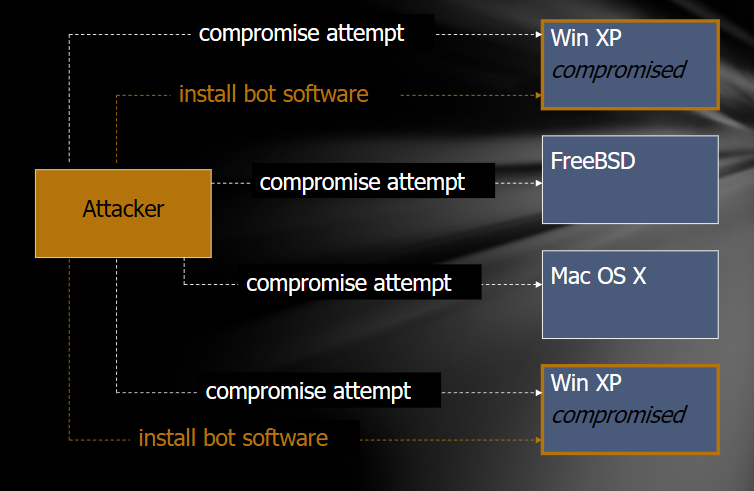 compromise attempt
Win XP
compromised
install bot software
FreeBSD
compromise attempt
Attacker
Mac OS X
compromise attempt
Win XP
compromise attempt
compromised
install bot software